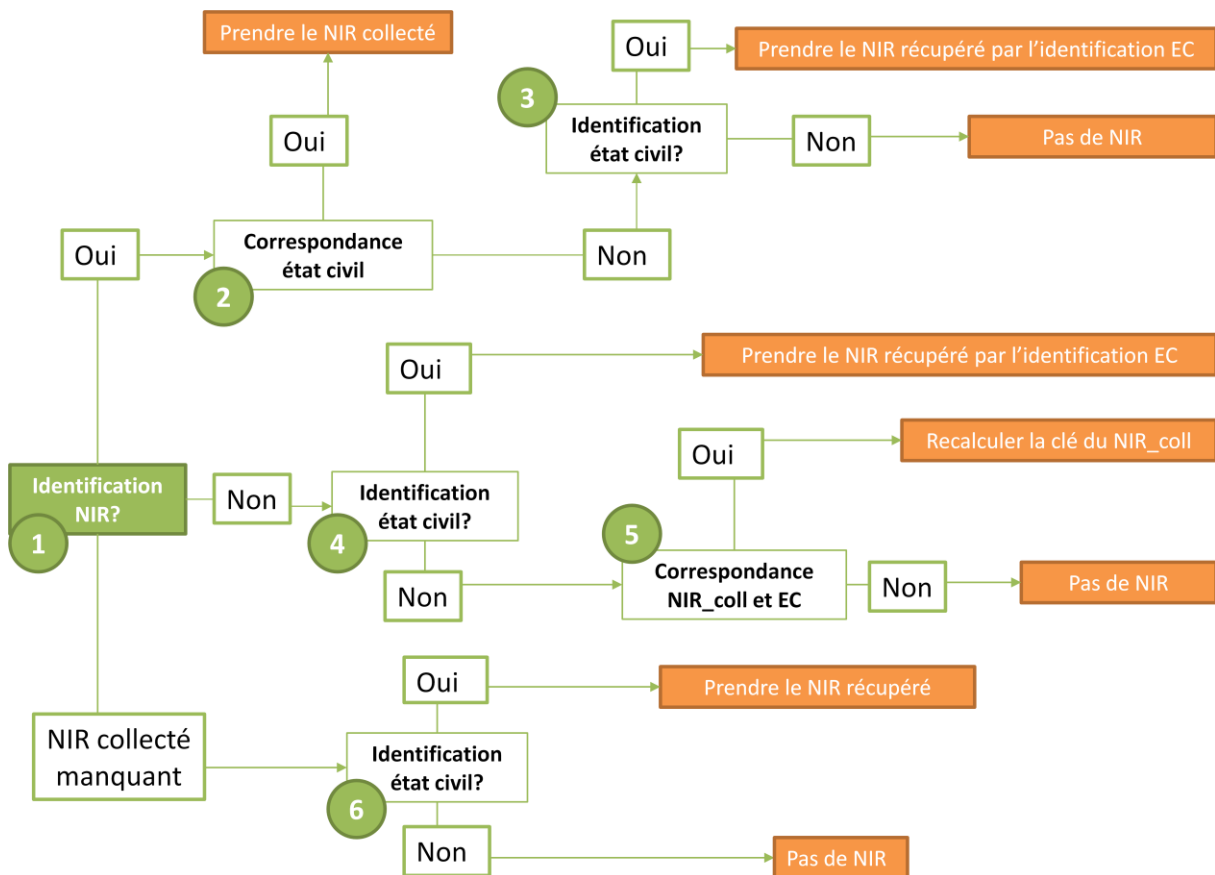 Prendre le NIR collecté
Oui
Prendre le NIR récupéré par l'identification EC
3
Identification
état civil?
Non
Pas de NIR
Oui
Oui
Correspondance
état civil
2
Non
Oui
Prendre le NIR récupéré par l'identification EC
Oui
Recalculer la clé du NIR_coll
Identification
NIR?
1
Non
Identification
état civil?
4
5
Correspondance
NIR_coll et EC
Non
Non
Pas de NIR
Oui
Prendre le NIR récupéré
NIR collecté
manquant
Identification
état civil?
6
Non
Pas de NIR